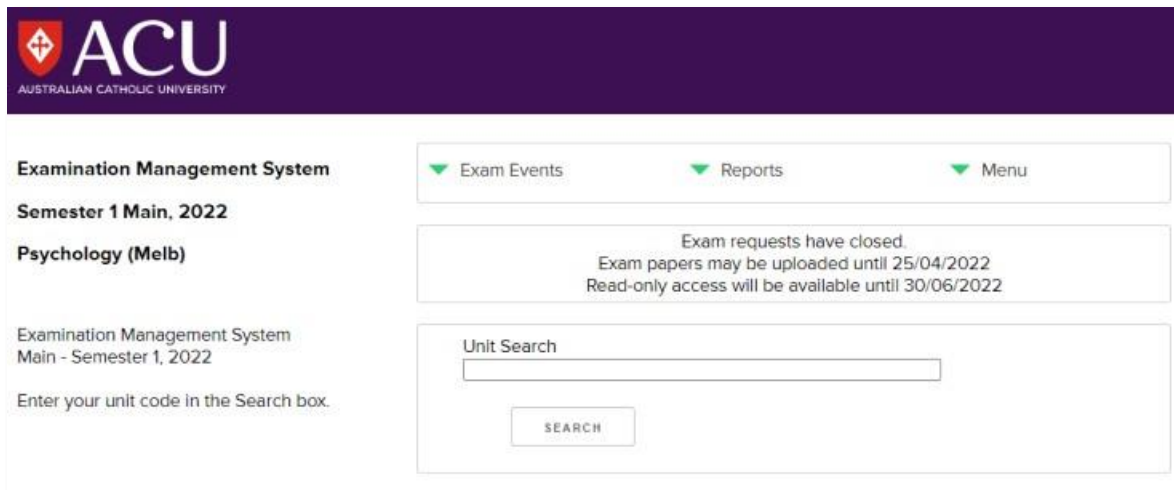 ACU
AUSTRALIAN CATHOLIC UNIVERSITY
Examination Management System
Semester 1 Main, 2022
Psychology (Melb)
Exam Events
Reports
Menu
Exam requests have closed.
Exam papers may be uploaded until 25/04/2022
Read-only access will be available until 30/06/2022
Examination Management System
Main - Semester 1, 2022
Enter your unit code in the Search box.
Unit Search
SEARCH